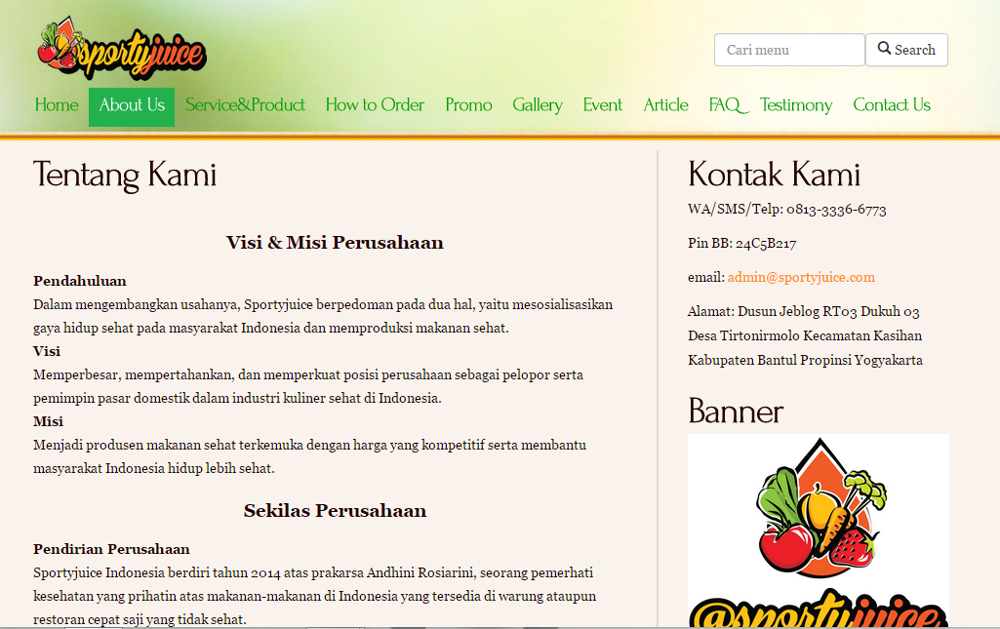 @sportyjuice
Cari menu
Search
Home About Us Service&Product How to Order Promo Gallery Event Article FAQ Testimony Contact Us
Tentang Kami
Visi & Misi Perusahaan
Pendahuluan
Dalam mengembangkan usahanya, Sportyjuice berpedoman pada dua hal, yaitu mesosialisasikan
gaya hidup sehat pada masyarakat Indonesia dan memproduksi makanan sehat.
Visi
Memperbesar, mempertahankan, dan memperkuat posisi perusahaan sebagai pelopor serta
pemimpin pasar domestik dalam industri kuliner sehat di Indonesia.
Misi
Menjadi produsen makanan sehat terkemuka dengan harga yang kompetitif serta membantu
masyarakat Indonesia hidup lebih sehat.
Sekilas Perusahaan
Pendirian Perusahaan
Sportyjuice Indonesia berdiri tahun 2014 atas prakarsa Andhini Rosiarini, seorang pemerhati
kesehatan yang prihatin atas makanan-makanan di Indonesia yang tersedia di warung ataupun
restoran cepat saji yang tidak sehat.
Kontak Kami
WA/SMS/Telp: 0813-3336-6773
Pin BB: 24C5B217
email: admin@sportyjuice.com
Alamat: Dusun Jeblog RT03 Dukuh 03
Desa Tirtonirmolo Kecamatan Kasihan
Kabupaten Bantul Propinsi Yogyakarta
Banner
@sportyjuice